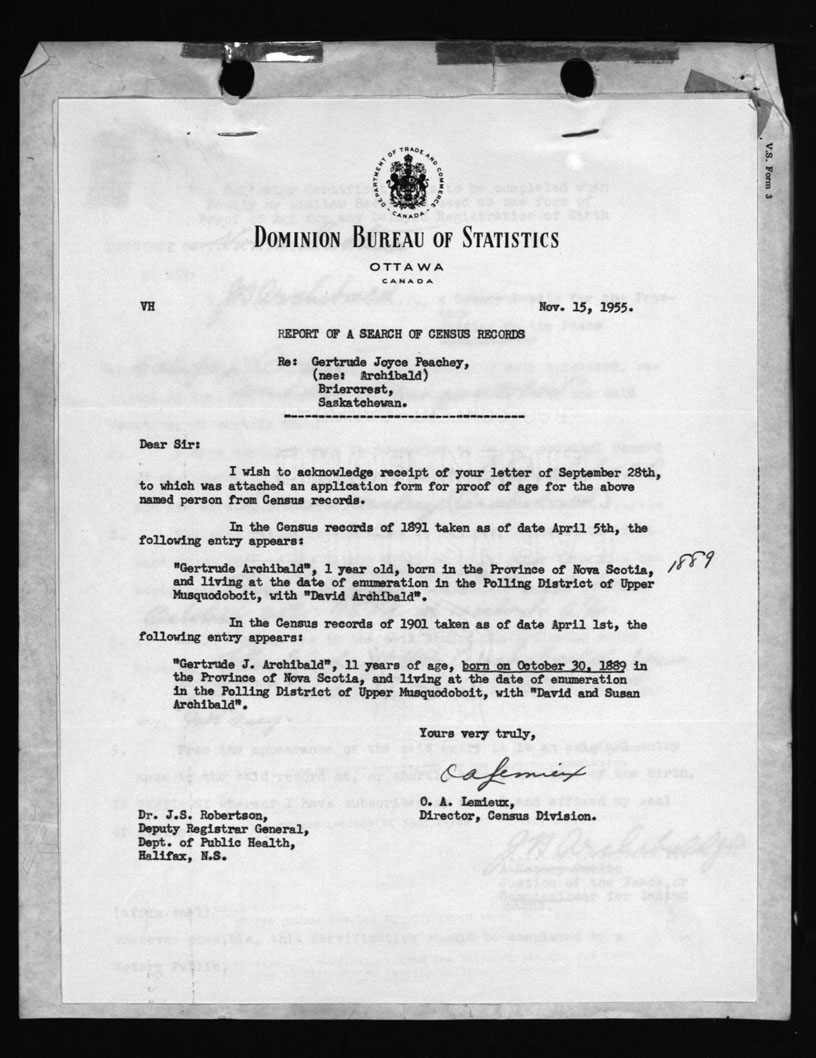 V.S. Form 3
DEPARTMENT OF TRADE AND COMMERCE
CANADA
DOMINION BUREAU OF STATISTICS
OTTAWA
CANADA
VH
Nov. 15, 1955.
REPORT OF A SEARCH OF CENSUS RECORDS
Re: Gertrude Joyce Peachey,
(nee: Archibald)
Briercrest,
Saskatchewan.
Dear Sir:
I wish to acknowledge receipt of your letter of September 28th,
to which was attached an application form for proof of age for the above
named person from Census records.
In the Census records of 1891 taken as of date April 5th, the
following entry appears:
"Gertrude Archibald", 1 year old, born in the Province of Nova Scotia,
1889
and living at the date of enumeration in the Polling District of Upper
Musquodoboit, with "David Archibald".
In the Census records of 1901 taken as of date April 1st, the
following entry appears:
"Gertrude J. Archibald", 11 years of age, born on October 30, 1889 in
the Province of Nova Scotia, and living at the date of enumeration
in the Polling District of Upper Musquodoboit, with "David and Susan
Archibald".
Yours very truly,
O A Lemieux
O. A. Lemieux,
Director, Census Division.
Dr. J.S. Robertson,
Deputy Registrar General,
Dept. of Public Health,
Halifax, N.S.